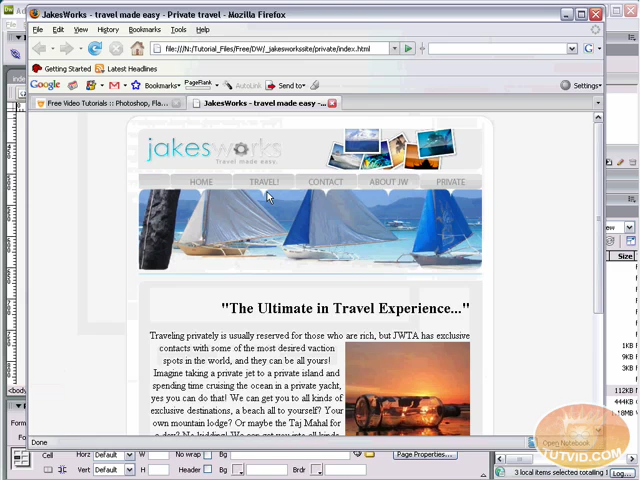 JakesWorks - travel made easy - Private travel - Mozilla Firefox
File Edit View History Bookmarks Tools Help
file:///N:/Tutorial_Files/Free/DW/_jakesworkssite/private/index.html
Getting Started Latest Headlines
Google Bookmarks PageRank AutoLink Send to Settings
Free Video Tutorials :: Photoshop, Fla... JakesWorks - travel made easy -...
jakesworks
Travel made easy.
HOME TRAVEL! CONTACT ABOUT JW PRIVATE
Size
"The Ultimate in Travel Experience..."
Traveling privately is usually reserved for those who are rich, but JWTA has exclusive
contacts with some of the most desired vaction
spots in the world, and they can be all yours!
Imagine taking a private jet to a private island and
spending time cruising the ocean in a private yacht,
yes you can do that! We can get you to all kinds of
exclusive destinations, a beach all to yourself? Your
own mountain lodge? Or maybe the Taj Mahal for
1KB
9KB
3KB
112KB
444KB
Done
Open Notebook
TUTVID.COM
Cell Horz Default W No wrap Bg Page Properties...
Vert Default H Header Bg Brdr
3 local items selected totalling
Log...